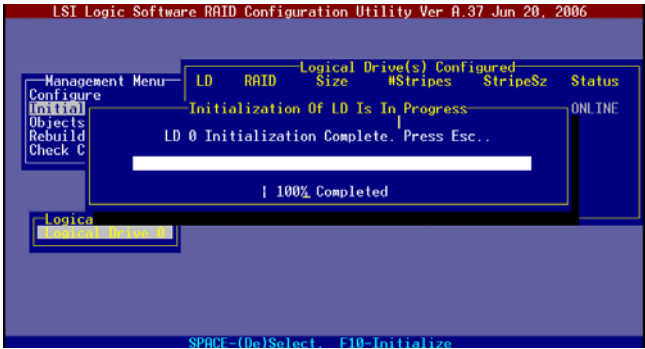 LSI Logic Software RAID Configuration Utility Ver A.37 Jun 20, 2006
Logical Drive(s) Configured
Management Menu
LD RAID Size #Stripes StripeSz Status
Configure
Initial
Initialization Of LD Is In Progress
ONLINE
Objects
Rebuild
LD 0 Initialization Complete. Press Esc..
Check C
100% Completed
Logica
Logical Drive 0
SPACE-(De)Select, F10-Initialize